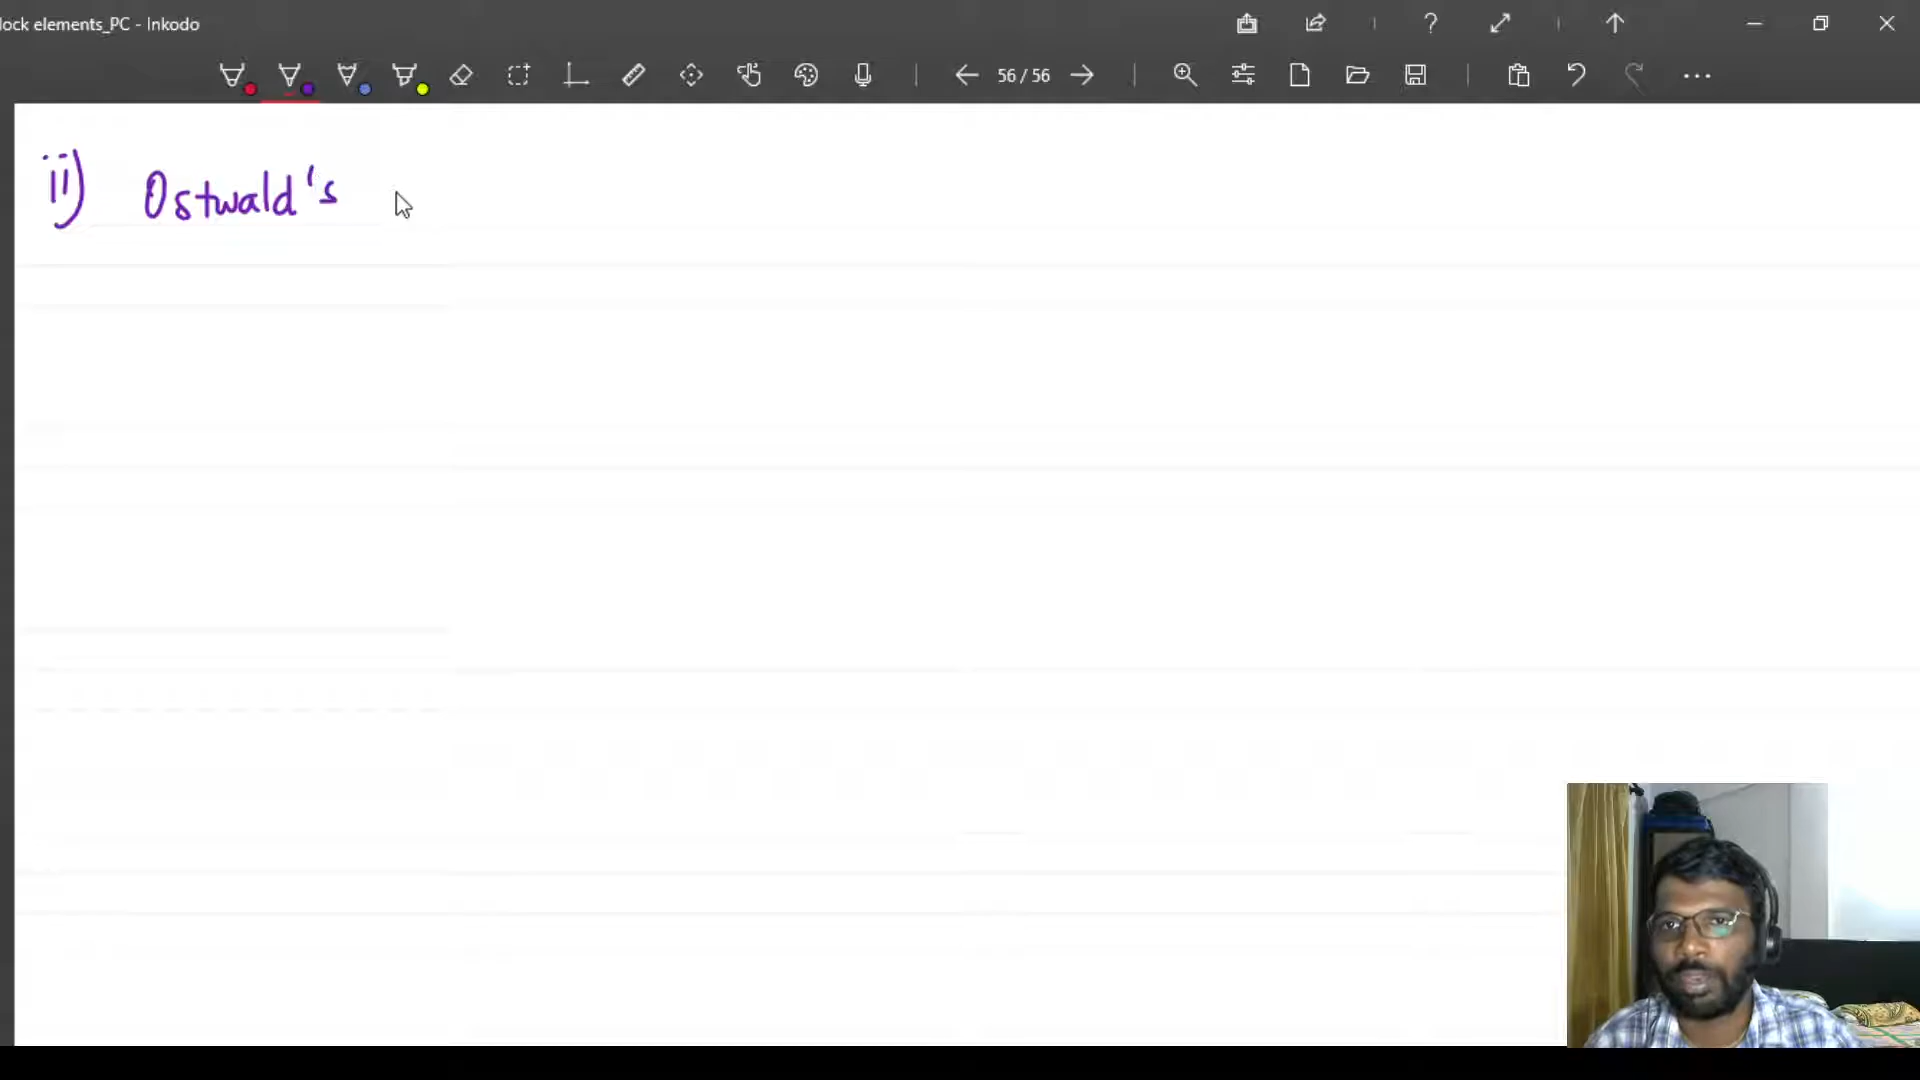 lock elements_PC - Inkodo
56 / 56
ii) Ostwald's